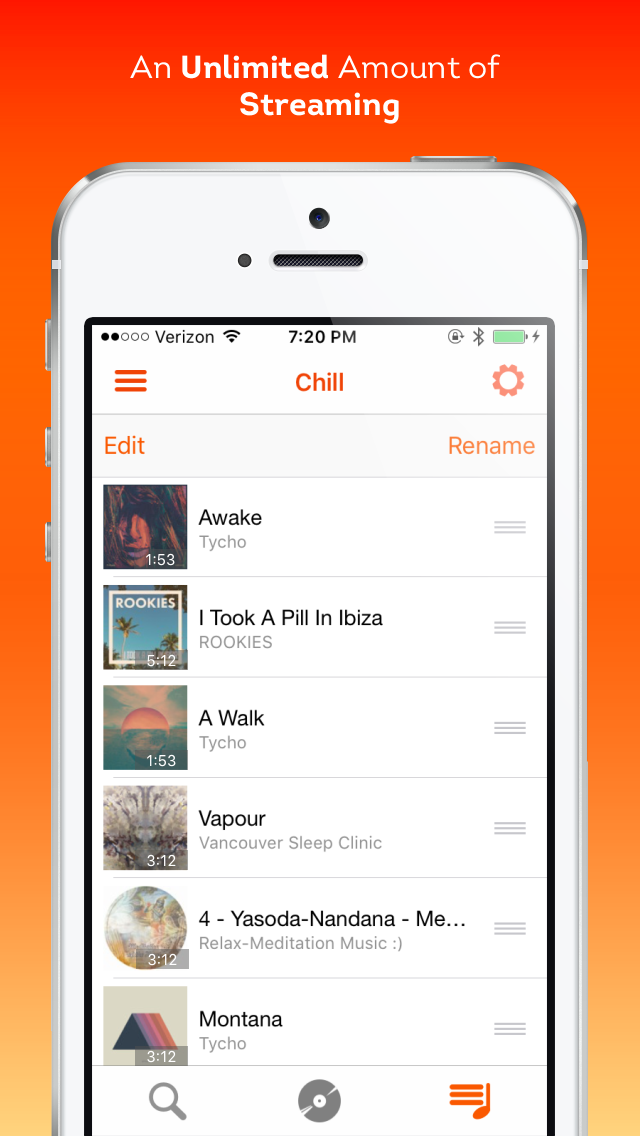 An Unlimited Amount of
Streaming
Verizon 7:20 PM
Chill
Edit Rename
Awake
Tycho
1:53
ROOKIES
I Took A Pill In Ibiza
ROOKIES
5:12
A Walk
Tycho
1:53
Vapour
Vancouver Sleep Clinic
3:12
4 - Yasoda-Nandana - Me...
Relax-Meditation Music :)
3:12
Montana
Tycho
3:12